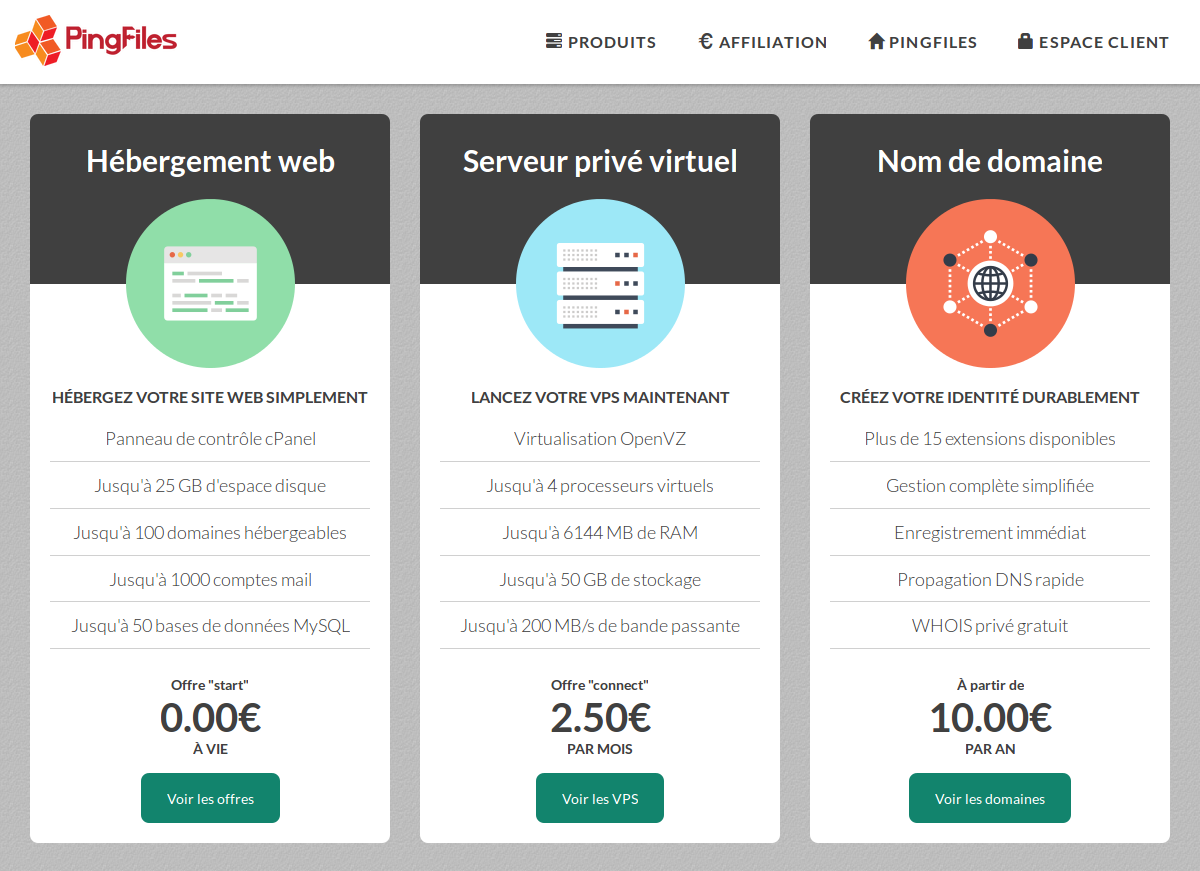 PingFiles
PRODUITS
€ AFFILIATION
PINGFILES
ESPACE CLIENT
Hébergement web
HÉBERGEZ VOTRE SITE WEB SIMPLEMENT
Panneau de contrôle cPanel
Jusqu'à 25 GB d'espace disque
Jusqu'à 100 domaines hébergeables
Jusqu'à 1000 comptes mail
Jusqu'à 50 bases de données MySQL
Offre "start"
0.00€
À VIE
Voir les offres
Serveur privé virtuel
LANCEZ VOTRE VPS MAINTENANT
Virtualisation OpenVZ
Jusqu'à 4 processeurs virtuels
Jusqu'à 6144 MB de RAM
Jusqu'à 50 GB de stockage
Jusqu'à 200 MB/s de bande passante
Offre "connect"
2.50€
PAR MOIS
Voir les VPS
Nom de domaine
CRÉEZ VOTRE IDENTITÉ DURABLEMENT
Plus de 15 extensions disponibles
Gestion complète simplifiée
Enregistrement immédiat
Propagation DNS rapide
WHOIS privé gratuit
À partir de
10.00€
PAR AN
Voir les domaines